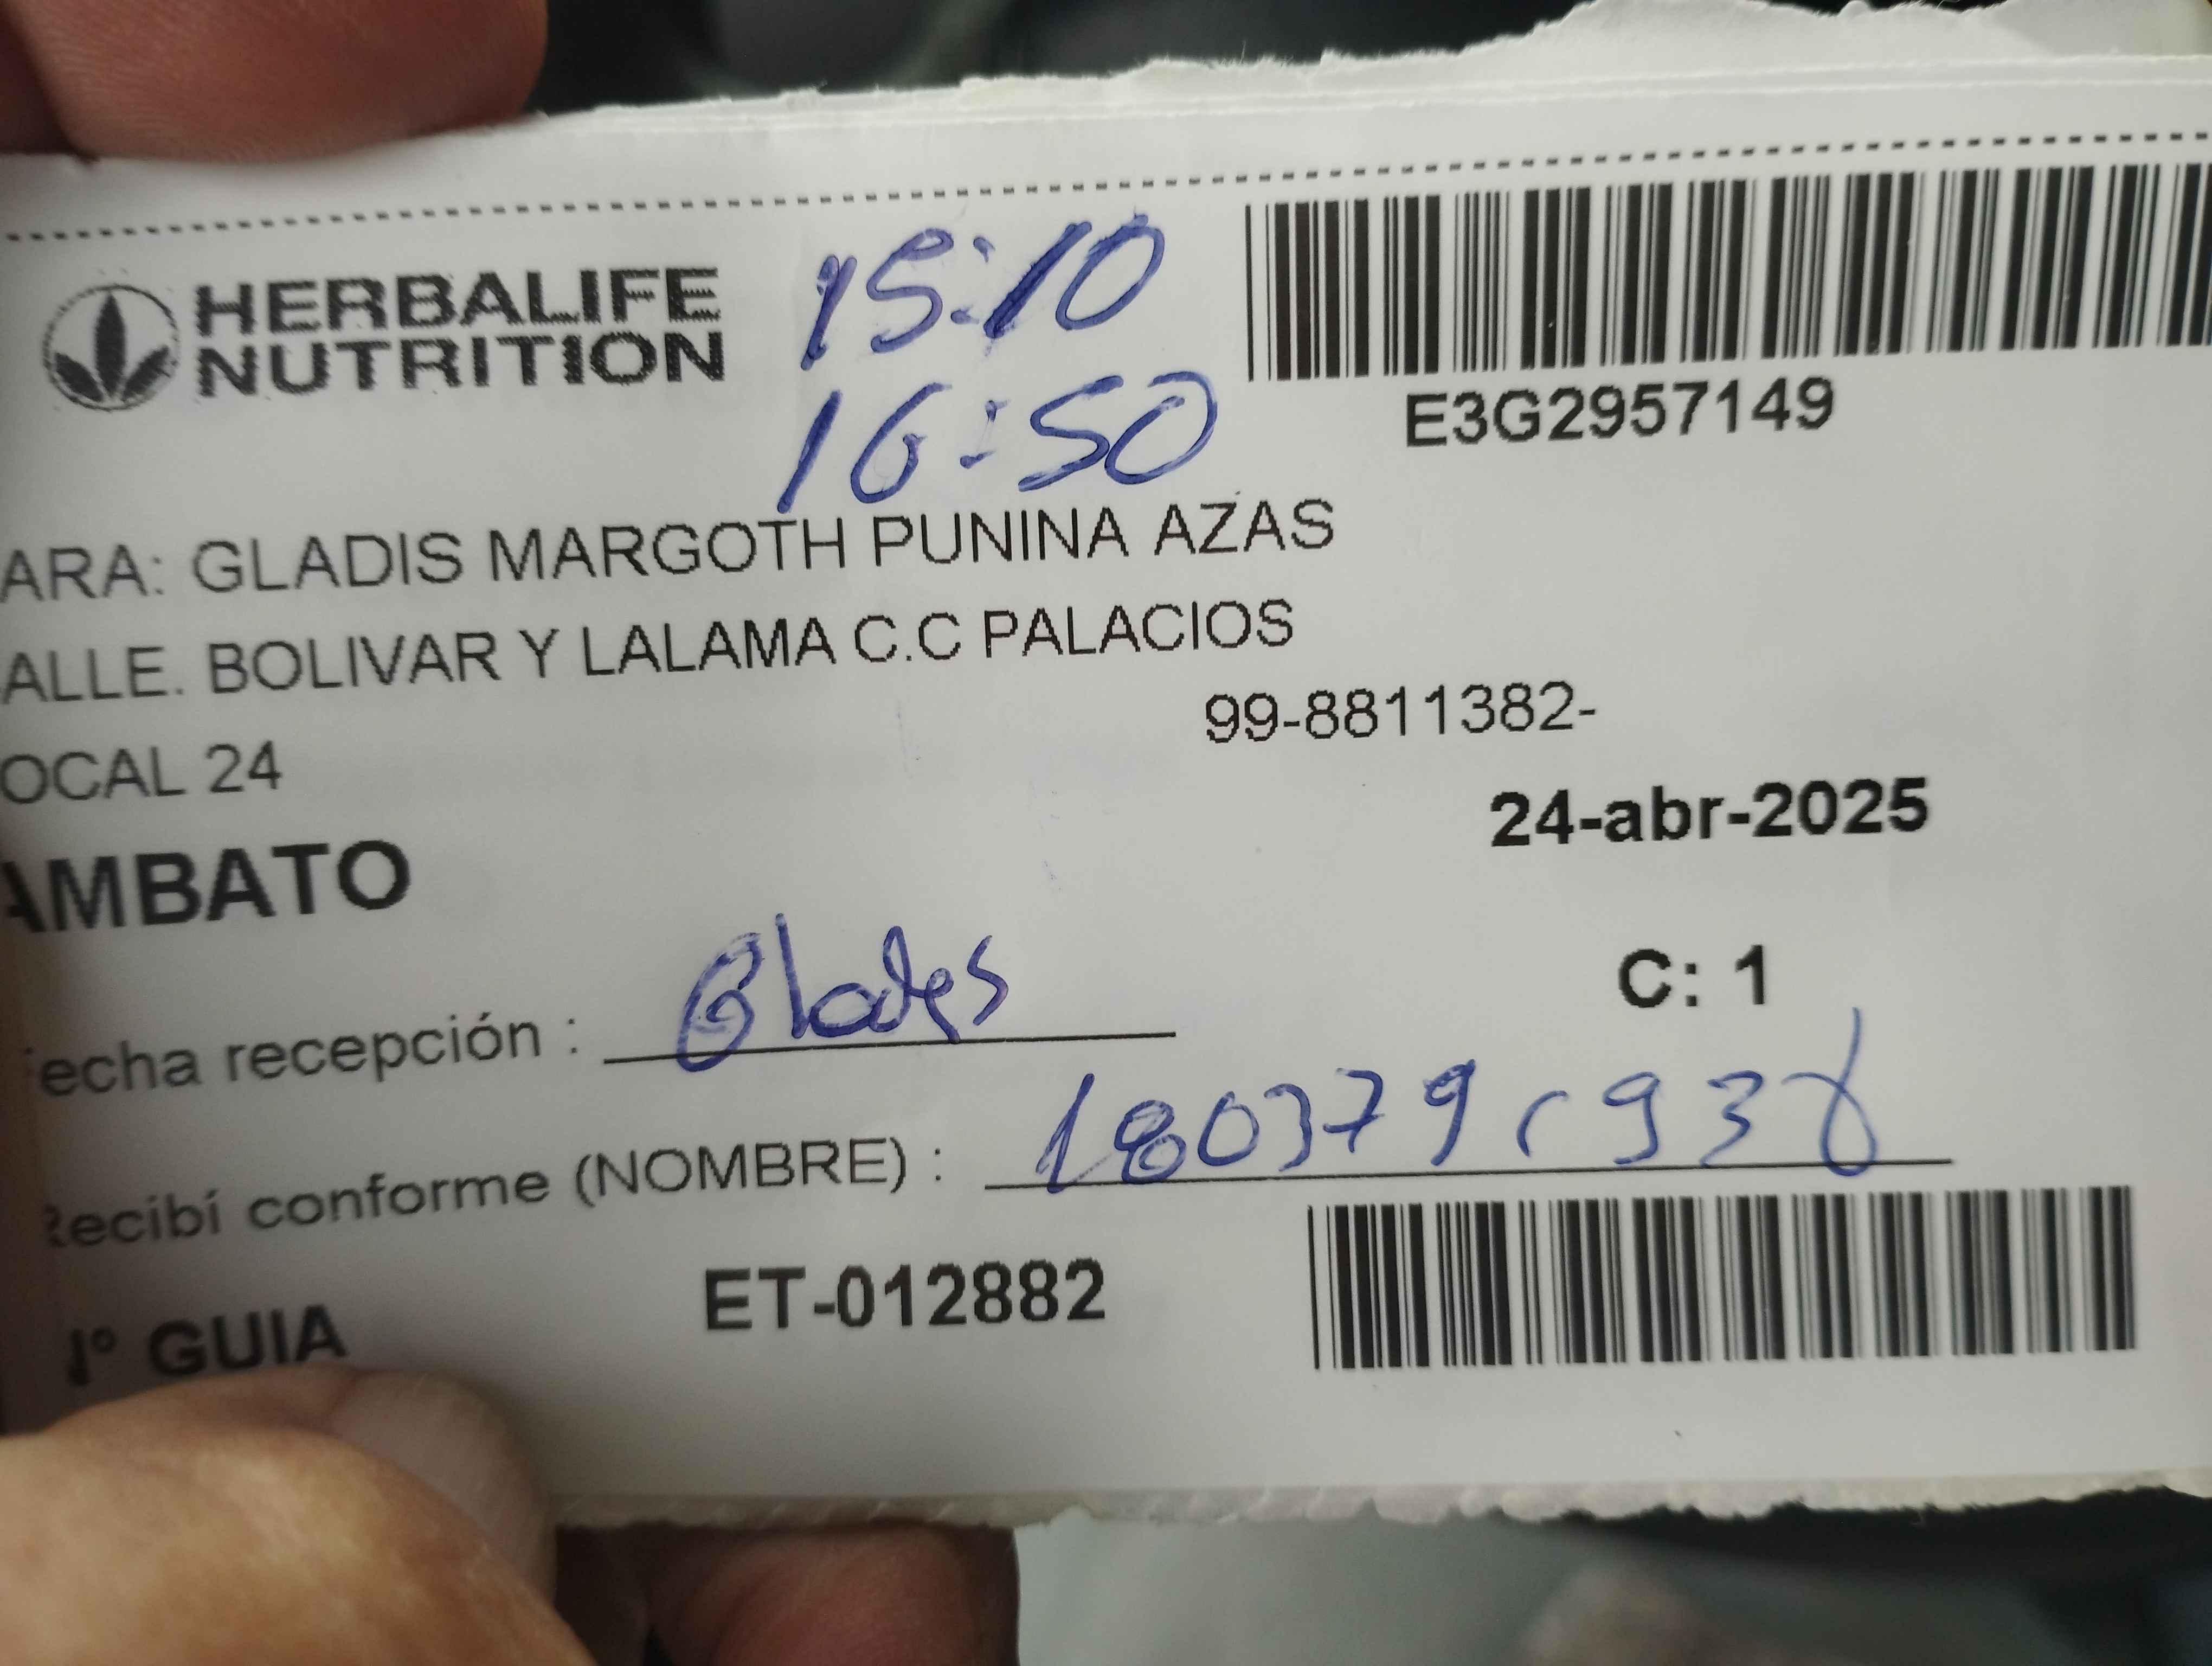 HERBALIFE
NUTRITION
15:10
16:50
E3G2957149
ARA: GLADIS MARGOTH PUNINA AZAS
ALLE. BOLIVAR Y LALAMA C.C PALACIOS
99-8811382-
OCAL 24
24-abr-2025
AMBATO
C: 1
echa recepción : Glades
Recibí conforme (NOMBRE) :
N° GUIA ET-012882